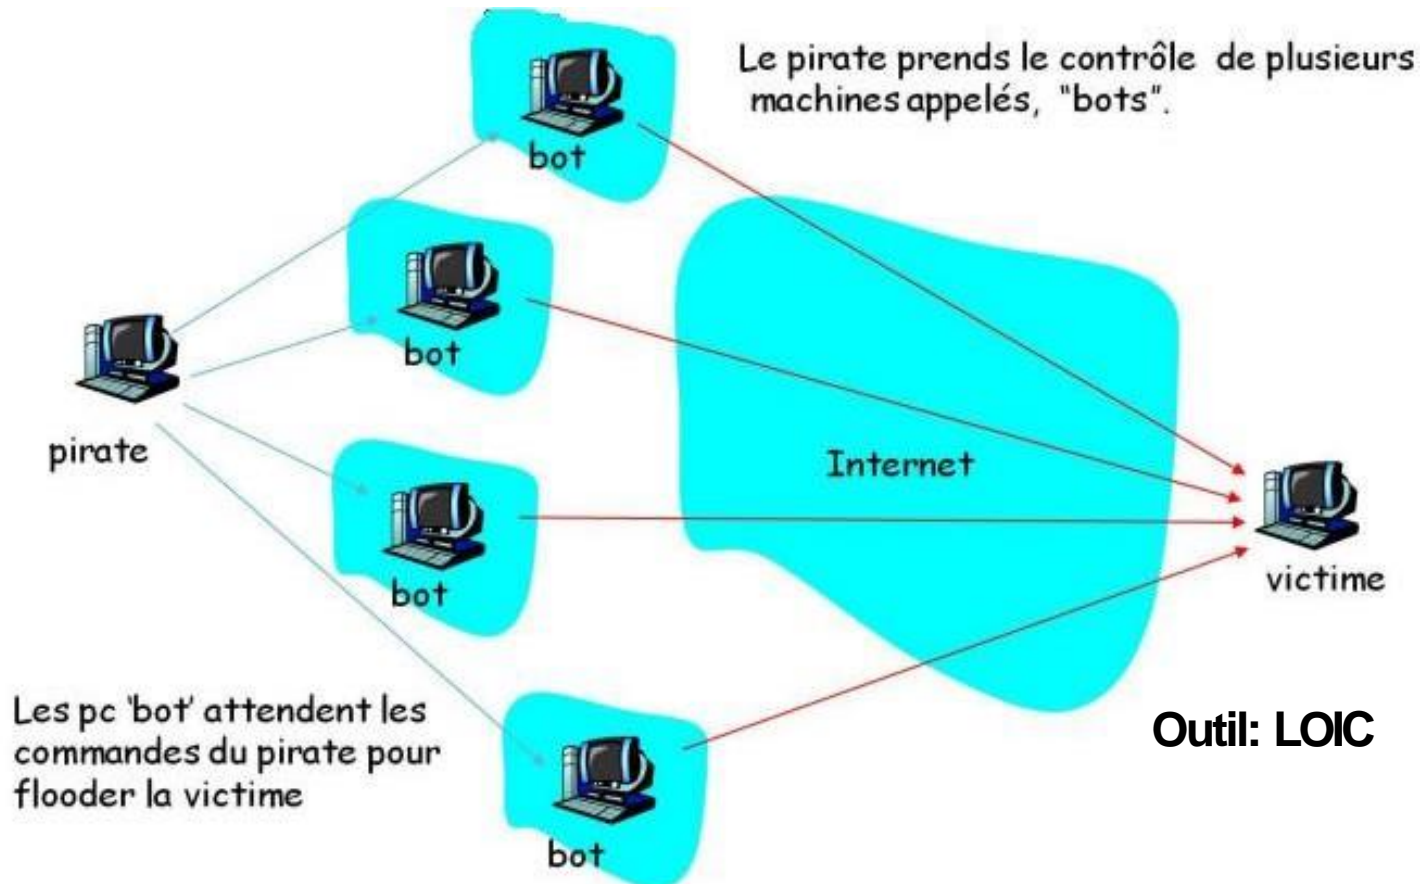 Le pirate prends le contrôle de plusieurs
machines appelés, "bots".
bot
bot
pirate
Internet
bot
victime
Les pc 'bot' attendent les
commandes du pirate pour
flooder la victime
Outil: LOIC
bot